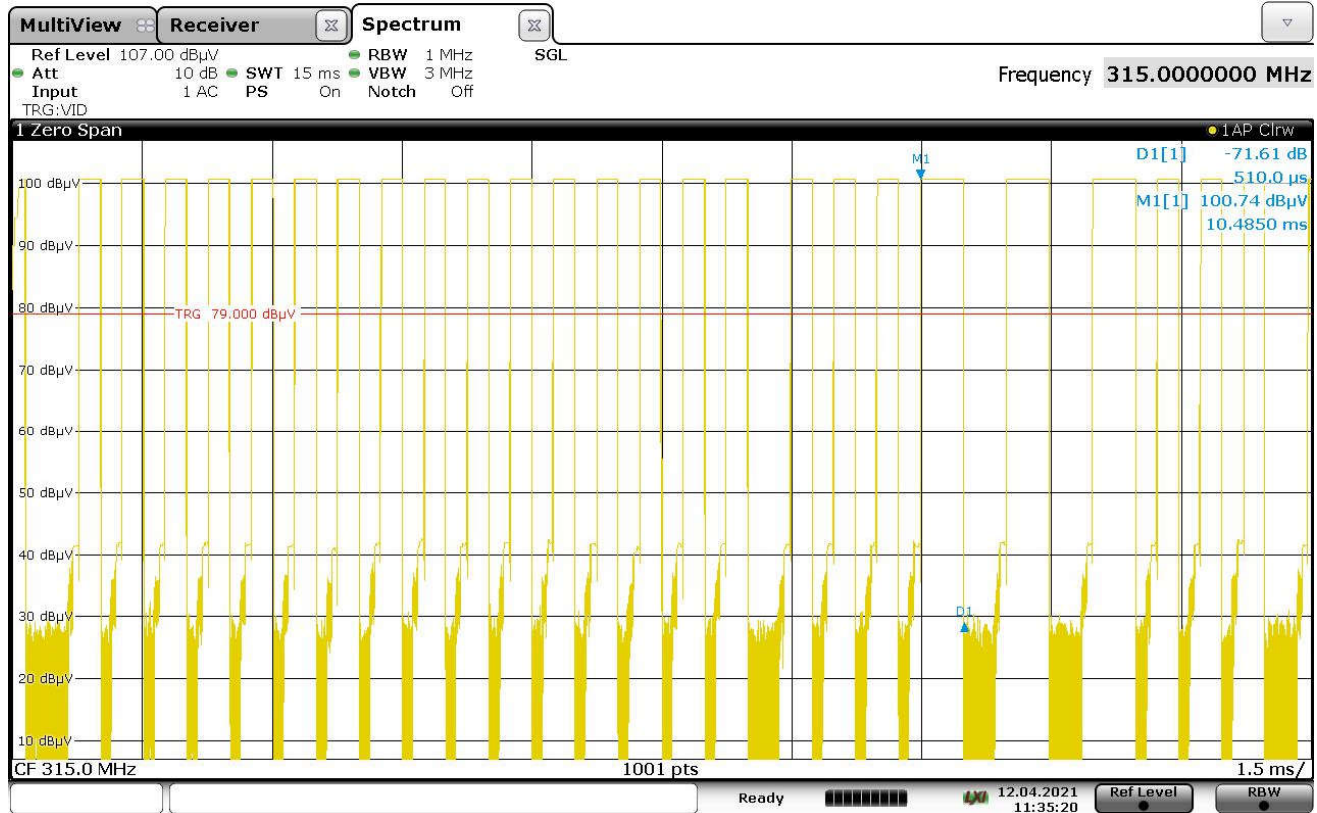 MultiView Receiver Spectrum
Ref Level 107.00 dBµV RBW 1 MHz SGL
Att 10 dB SWT 15 ms VBW 3 MHz
Input 1 AC PS On Notch Off
Frequency 315.0000000 MHz
TRG:VID
1 Zero Span 1AP Clrw
M1
D1[1] -71.61 dB
510.0 µs
M1[1] 100.74 dBµV
10.4850 ms
100 dBµV
90 dBµV
80 dBµV
TRG 79.000 dBµV
70 dBµV
60 dBµV
50 dBµV
40 dBµV
30 dBµV
D1
20 dBµV
10 dBµV
CF 315.0 MHz 1001 pts 1.5 ms/
Ready LXI 12.04.2021 Ref Level RBW
11:35:20